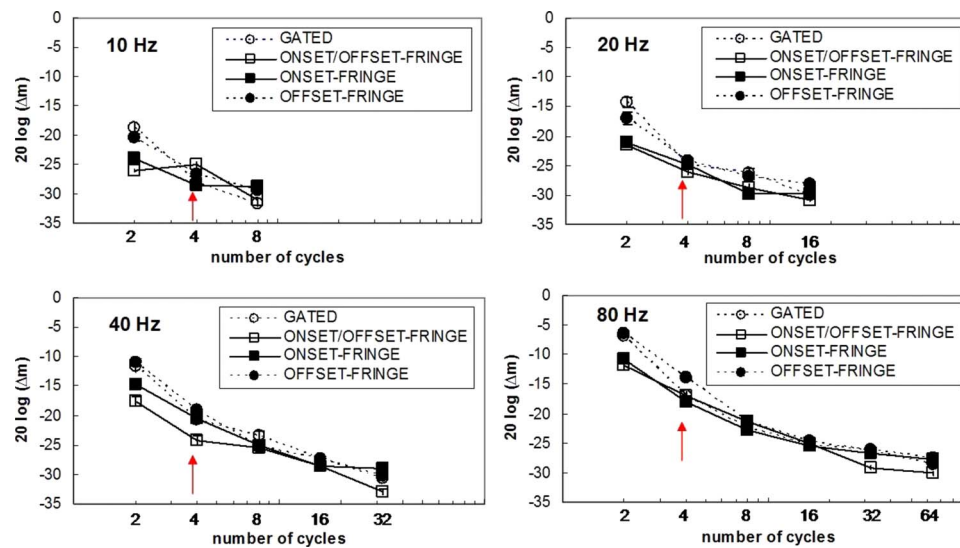 10 Hz
GATED
ONSET/OFFSET-FRINGE
ONSET-FRINGE
OFFSET-FRINGE
20 log (Δm)
0
-5
-10
-15
-20
-25
-30
-35
2 4 8
number of cycles
20 Hz
GATED
ONSET/OFFSET-FRINGE
ONSET-FRINGE
OFFSET-FRINGE
20 log (Δm)
0
-5
-10
-15
-20
-25
-30
-35
2 4 8 16
number of cycles
40 Hz
GATED
ONSET/OFFSET-FRINGE
ONSET-FRINGE
OFFSET-FRINGE
20 log (Δm)
0
-5
-10
-15
-20
-25
-30
-35
2 4 8 16 32
number of cycles
80 Hz
GATED
ONSET/OFFSET-FRINGE
ONSET-FRINGE
OFFSET-FRINGE
20 log (Δm)
0
-5
-10
-15
-20
-25
-30
-35
2 4 8 16 32 64
number of cycles